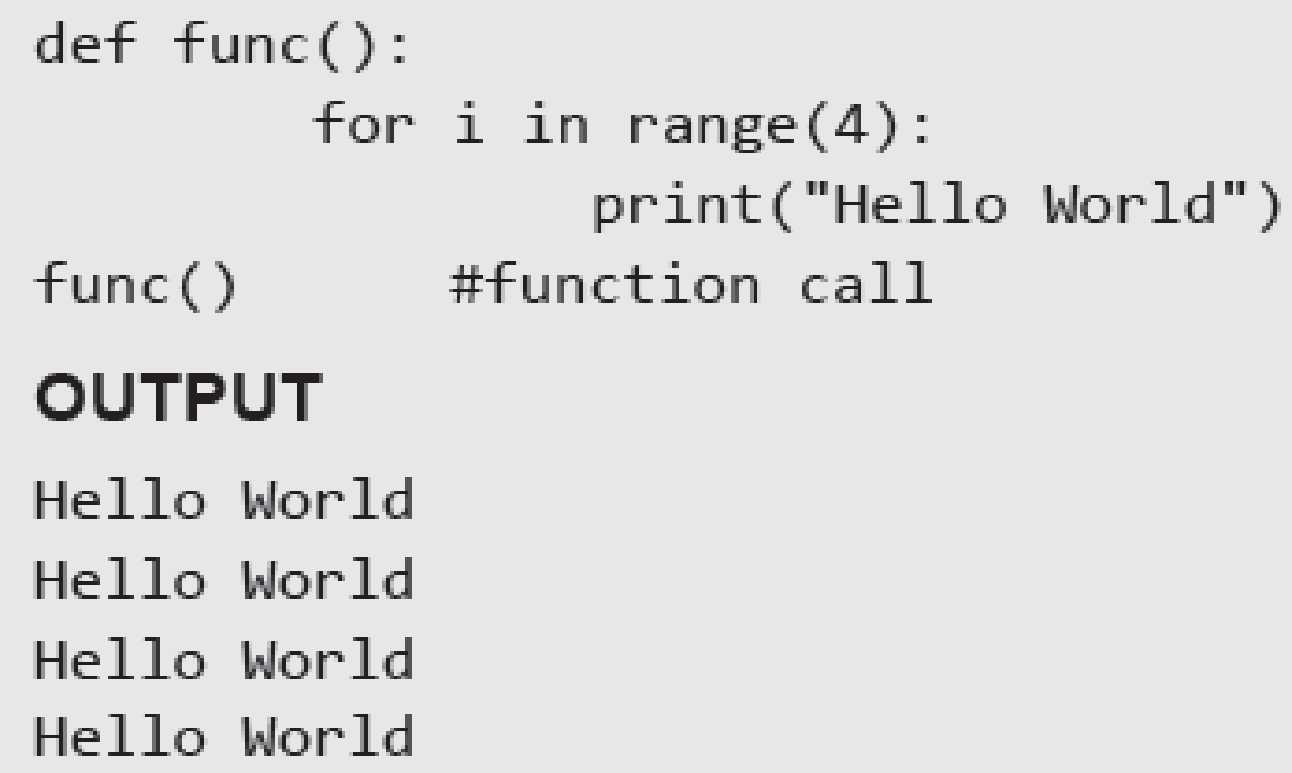 def func():
        for i in range(4):
                print("Hello World")
func()      #function call
OUTPUT
Hello World
Hello World
Hello World
Hello World